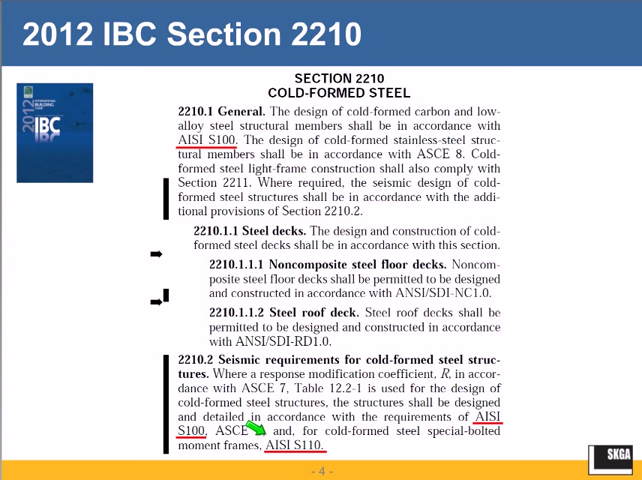 2012 IBC Section 2210
2012
IBC
SECTION 2210
COLD-FORMED STEEL
2210.1 General. The design of cold-formed carbon and low-
alloy steel structural members shall be in accordance with
AISI S100. The design of cold-formed stainless-steel struc-
tural members shall be in accordance with ASCE 8. Cold-
formed steel light-frame construction shall also comply with
Section 2211. Where required, the seismic design of cold-
formed steel structures shall be in accordance with the addi-
tional provisions of Section 2210.2.
2210.1.1 Steel decks. The design and construction of cold-
formed steel decks shall be in accordance with this section.
2210.1.1.1 Noncomposite steel floor decks. Noncom-
posite steel floor decks shall be permitted to be designed
and constructed in accordance with ANSI/SDI-NC1.0.
2210.1.1.2 Steel roof deck. Steel roof decks shall be
permitted to be designed and constructed in accordance
with ANSI/SDI-RD1.0.
2210.2 Seismic requirements for cold-formed steel struc-
tures. Where a response modification coefficient, R, in accor-
dance with ASCE 7, Table 12.2-1 is used for the design of
cold-formed steel structures, the structures shall be designed
and detailed in accordance with the requirements of AISI
S100, ASCE and, for cold-formed steel special-bolted
moment frames, AISI S110.
SKGA
- 4 -